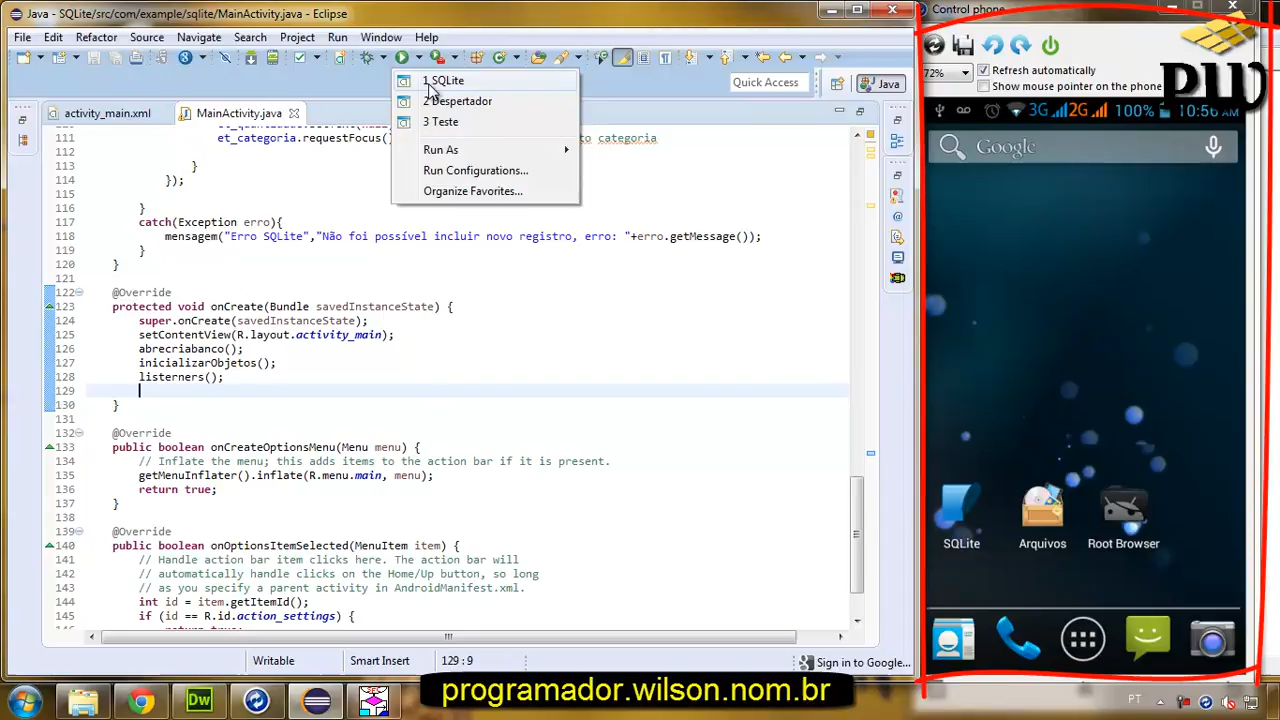 Java - SQLite/src/com/example/sqlite/MainActivity.java - Eclipse
File Edit Refactor Source Navigate Search Project Run Window Help
Quick Access
Java
1 SQLite
2 Despertador
3 Teste
Run As
Run Configurations...
Organize Favorites...
activity_main.xml
MainActivity.java
111 et_categoria.requestFocus() to categoria
112
113 }
114 });
115
116 }
117 catch(Exception erro){
118 mensagem("Erro SQLite","Não foi possível incluir novo registro, erro: "+erro.getMessage());
119 }
120 }
121
122 @Override
123 protected void onCreate(Bundle savedInstanceState) {
124 super.onCreate(savedInstanceState);
125 setContentView(R.layout.activity_main);
126 abrecriabanco();
127 inicializarObjetos();
128 listerners();
129
130 }
131
132 @Override
133 public boolean onCreateOptionsMenu(Menu menu) {
134 // Inflate the menu; this adds items to the action bar if it is present.
135 getMenuInflater().inflate(R.menu.main, menu);
136 return true;
137 }
138
139 @Override
140 public boolean onOptionsItemSelected(MenuItem item) {
141 // Handle action bar item clicks here. The action bar will
142 // automatically handle clicks on the Home/Up button, so long
143 // as you specify a parent activity in AndroidManifest.xml.
144 int id = item.getItemId();
145 if (id == R.id.action_settings) {
Writable Smart Insert 129 : 9
Sign in to Google...
Control phone
72%
Refresh automatically
Show mouse pointer on the phone
PW
3G 2G 100% 10:56 AM
Google
SQLite
Arquivos
Root Browser
Dw
programador.wilson.nom.br
PT